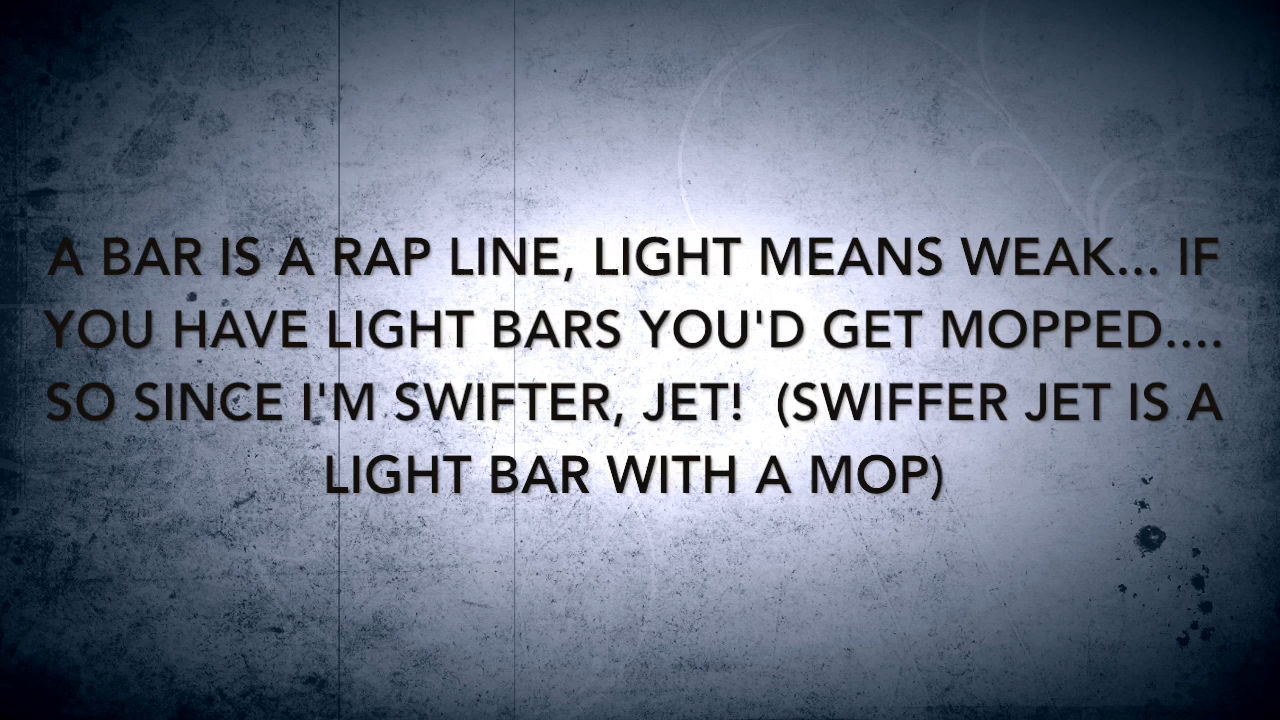 A BAR IS A RAP LINE, LIGHT MEANS WEAK... IF
YOU HAVE LIGHT BARS YOU'D GET MOPPED....
SO SINCE I'M SWIFTER, JET!  (SWIFFER JET IS A
LIGHT BAR WITH A MOP)